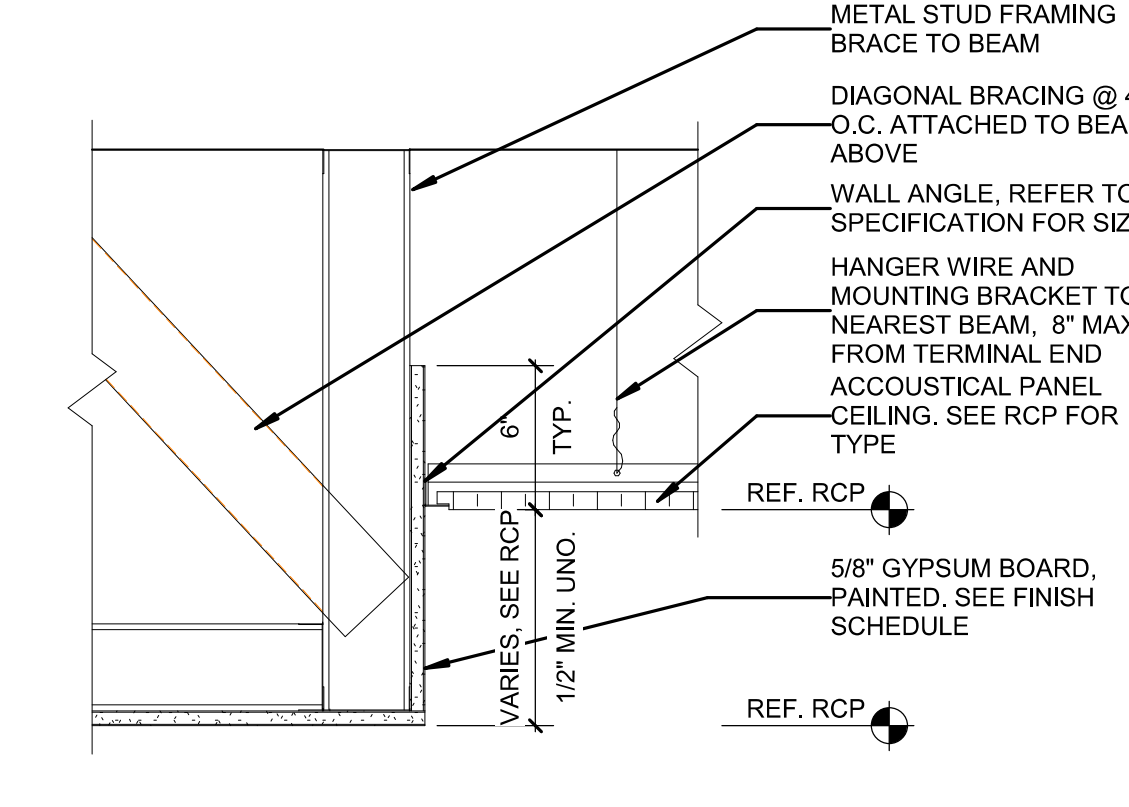 METAL STUD FRAMING
BRACE TO BEAM
DIAGONAL BRACING @ 4
O.C. ATTACHED TO BEA
ABOVE
WALL ANGLE, REFER TO
SPECIFICATION FOR SIZ
HANGER WIRE AND
MOUNTING BRACKET TO
NEAREST BEAM, 8" MAX
FROM TERMINAL END
ACCOUSTICAL PANEL
CEILING. SEE RCP FOR
TYPE
6"
TYP.
REF. RCP
VARIES, SEE RCP
1/2" MIN. UNO.
5/8" GYPSUM BOARD,
PAINTED. SEE FINISH
SCHEDULE
REF. RCP